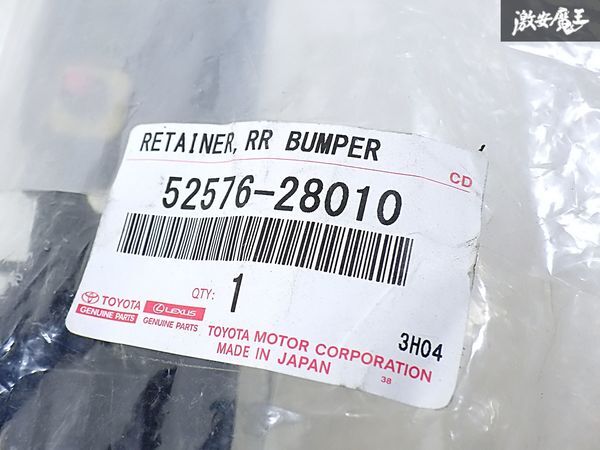 激安魔王
RETAINER, RR BUMPER
CD
52576-28010
QTY: 1
TOYOTA
GENUINE PARTS
LEXUS
GENUINE PARTS
TOYOTA MOTOR CORPORATION
MADE IN JAPAN
3H04
38